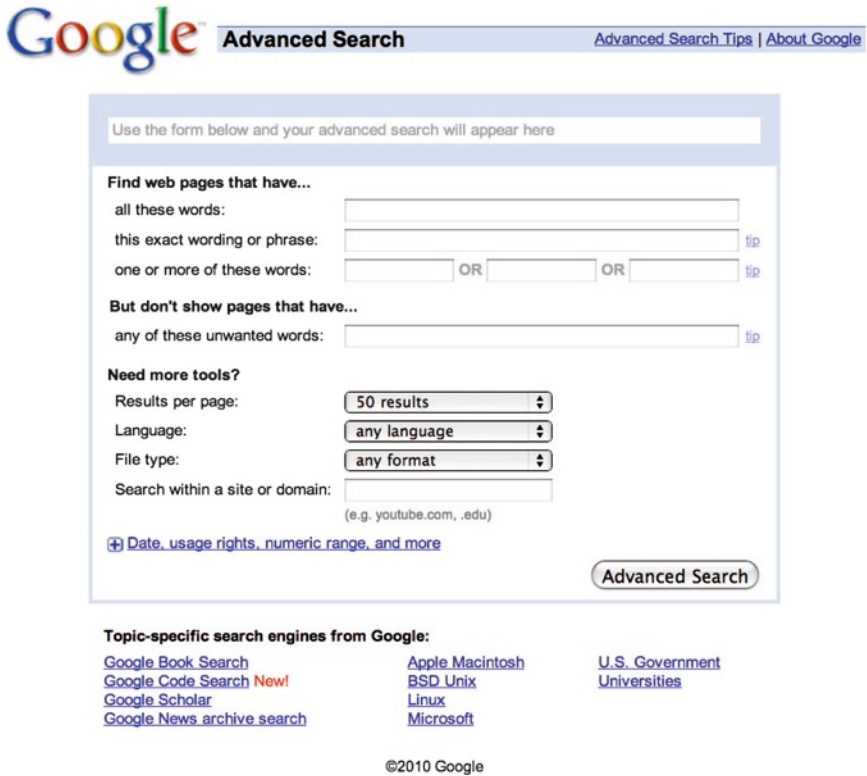 Google™ Advanced Search Advanced Search Tips | About Google
Use the form below and your advanced search will appear here
Find web pages that have...
all these words:
this exact wording or phrase: tip
one or more of these words: OR OR tip
But don't show pages that have...
any of these unwanted words: tip
Need more tools?
Results per page: 50 results
Language: any language
File type: any format
Search within a site or domain:
(e.g. youtube.com, .edu)
Date, usage rights, numeric range, and more
Advanced Search
Topic-specific search engines from Google:
Google Book Search Apple Macintosh U.S. Government
Google Code Search New! BSD Unix Universities
Google Scholar Linux
Google News archive search Microsoft
©2010 Google